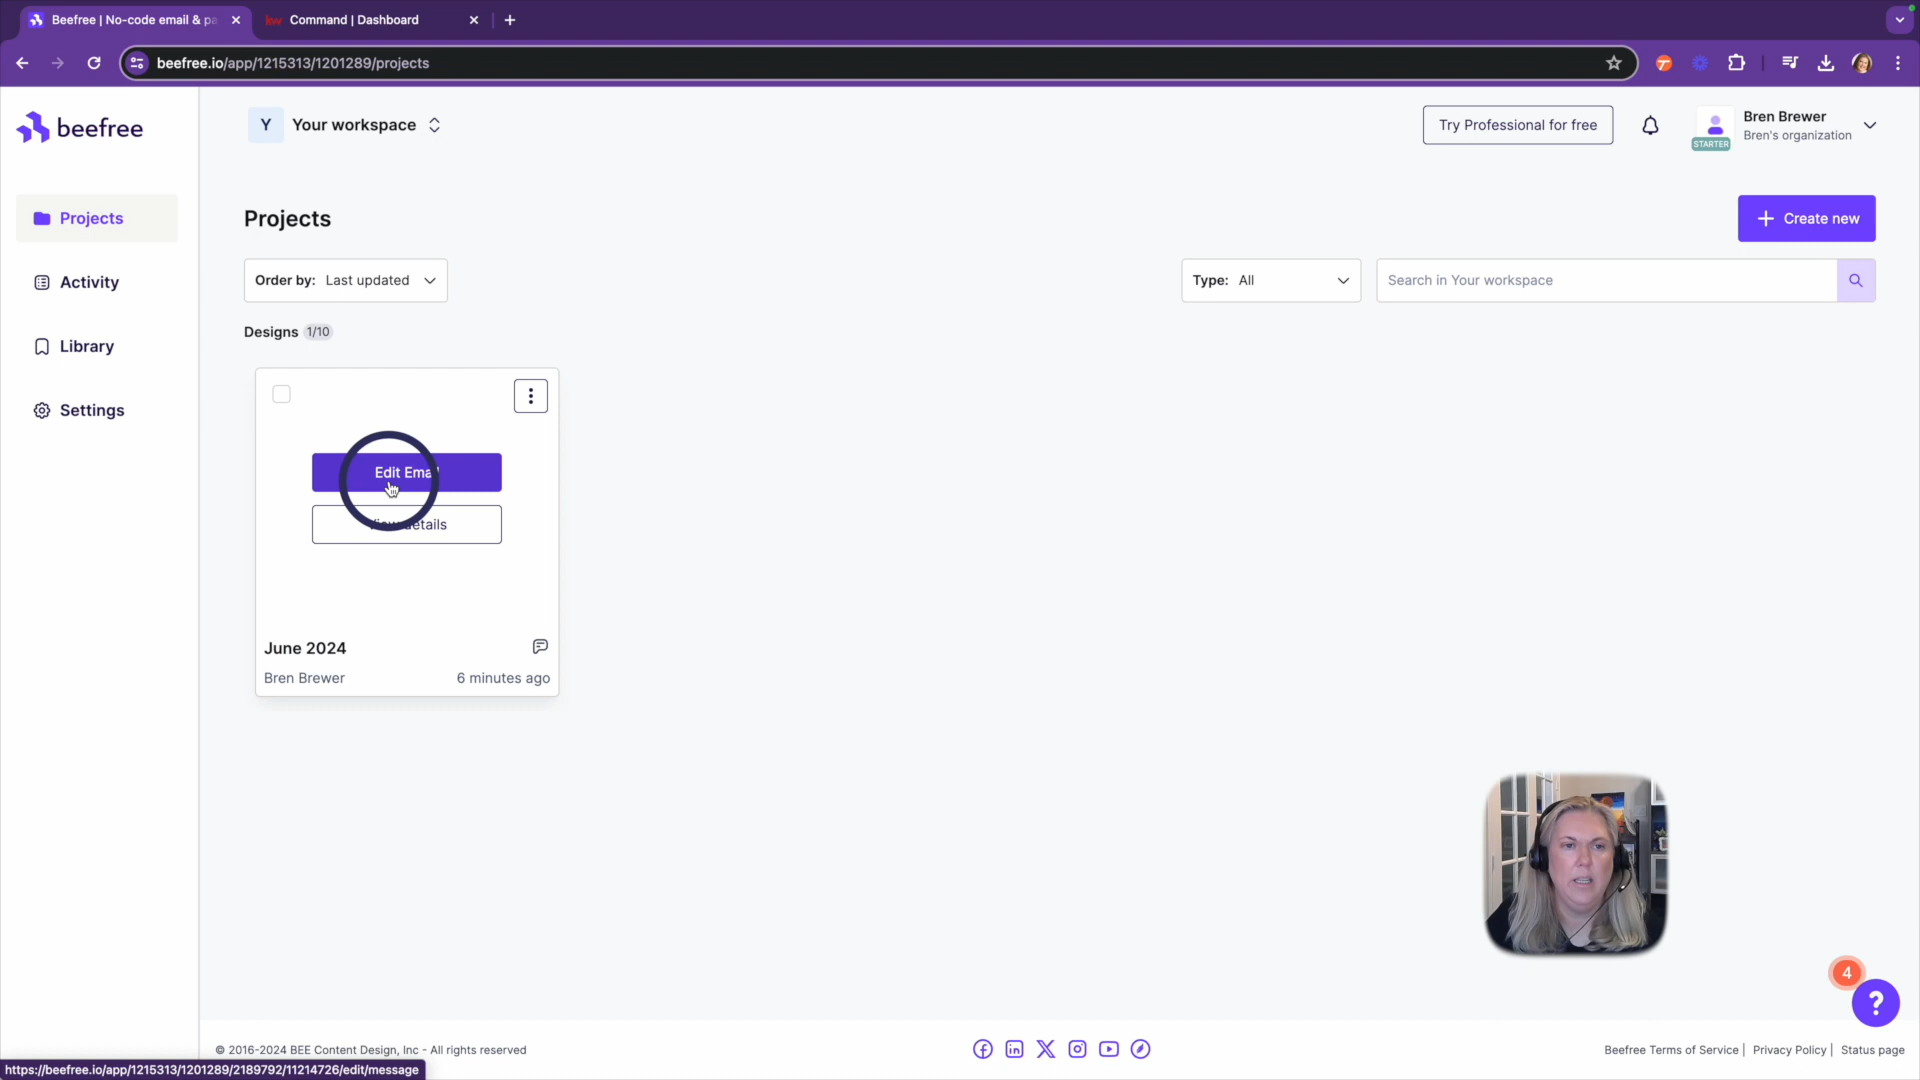 Beefree | No-code email & pa
Command | Dashboard
beefree.io/app/1215313/1201289/projects
beefree
Y Your workspace
Try Professional for free
Bren Brewer
Bren's organization
STARTER
Projects
Activity
Library
Settings
Projects
+ Create new
Order by: Last updated
Type: All
Search in Your workspace
Designs 1/10
Edit Email
View details
June 2024
Bren Brewer
6 minutes ago
4
?
© 2016-2024 BEE Content Design, Inc - All rights reserved
Beefree Terms of Service | Privacy Policy | Status page
https://beefree.io/app/1215313/1201289/2189792/11214726/edit/message